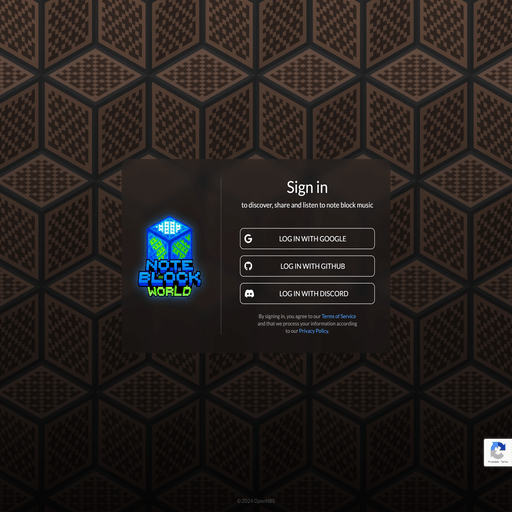 Sign in
to discover, share and listen to note block music
NOTE
BLOCK
WORLD
LOG IN WITH GOOGLE
LOG IN WITH GITHUB
LOG IN WITH DISCORD
By signing in, you agree to our Terms of Service
and that we process your information according
to our Privacy Policy.
© 2024 OpenNBS